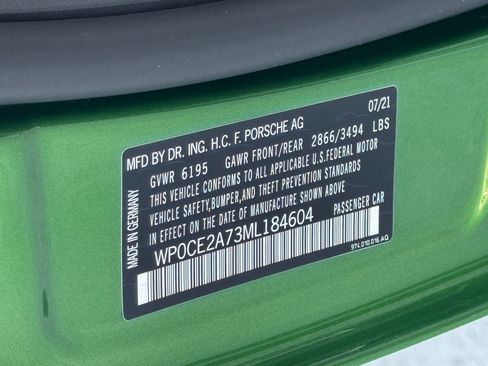 MFD BY DR. ING. H.C. F. PORSCHE AG 07/21
GVWR 6195 GAWR FRONT/REAR 2866/3494 LBS
THIS VEHICLE CONFORMS TO ALL APPLICABLE U.S.FEDERAL MOTOR
VEHICLE SAFETY, BUMPER, AND THEFT PREVENTION STANDARDS
IN EFFECT ON THE DATE OF MANUFACTURE SHOWN ABOVE
WP0CE2A73ML184604 PASSENGER CAR
974.010.016.AQ
MADE IN GERMANY